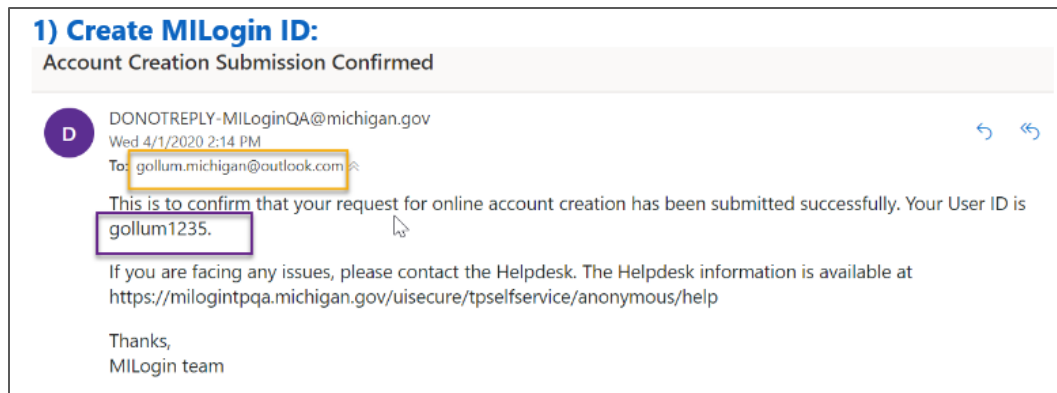 1) Create MILogin ID:
Account Creation Submission Confirmed
D
DONOTREPLY-MILoginQA@michigan.gov
Wed 4/1/2020 2:14 PM
To: gollum.michigan@outlook.com
This is to confirm that your request for online account creation has been submitted successfully. Your User ID is
gollum1235.
If you are facing any issues, please contact the Helpdesk. The Helpdesk information is available at
https://milogintpqa.michigan.gov/uisecure/tpselfservice/anonymous/help
Thanks,
MILogin team